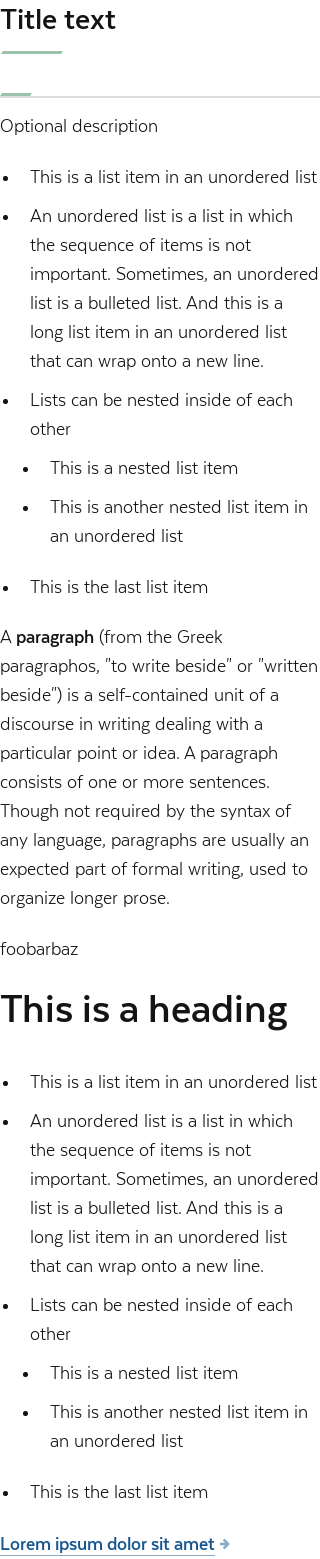 Title text
Optional description
This is a list item in an unordered list
An unordered list is a list in which
the sequence of items is not
important. Sometimes, an unordered
list is a bulleted list. And this is a
long list item in an unordered list
that can wrap onto a new line.
Lists can be nested inside of each
other
This is a nested list item
This is another nested list item in
an unordered list
This is the last list item
A paragraph (from the Greek
paragraphos, "to write beside" or "written
beside") is a self-contained unit of a
discourse in writing dealing with a
particular point or idea. A paragraph
consists of one or more sentences.
Though not required by the syntax of
any language, paragraphs are usually an
expected part of formal writing, used to
organize longer prose.
foobarbaz
This is a heading
This is a list item in an unordered list
An unordered list is a list in which
the sequence of items is not
important. Sometimes, an unordered
list is a bulleted list. And this is a
long list item in an unordered list
that can wrap onto a new line.
Lists can be nested inside of each
other
This is a nested list item
This is another nested list item in
an unordered list
This is the last list item
Lorem ipsum dolor sit amet